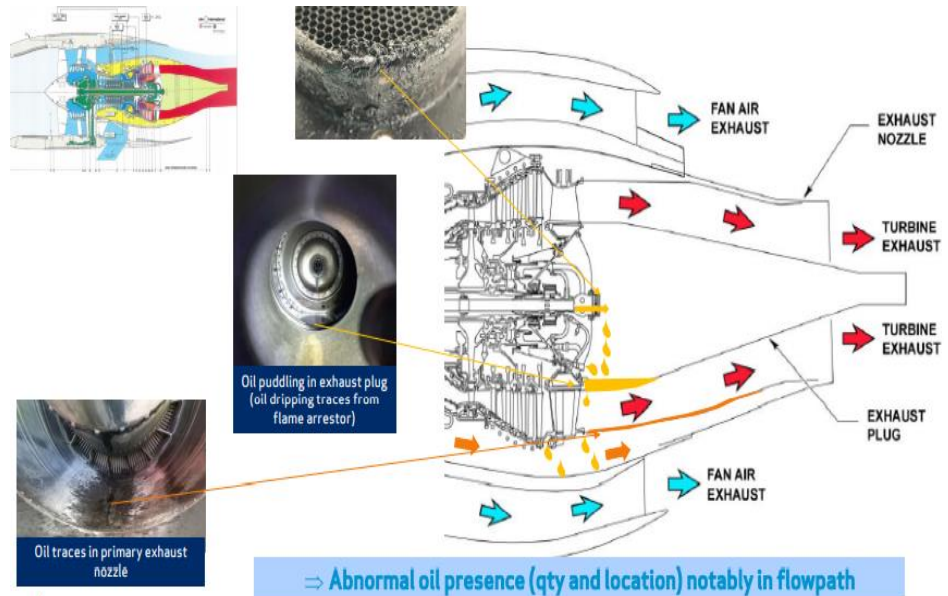 FAN AIR
EXHAUST
EXHAUST
NOZZLE
TURBINE
EXHAUST
Oil puddling in exhaust plug
(oil dripping traces from
flame arrestor)
TURBINE
EXHAUST
EXHAUST
PLUG
FAN AIR
EXHAUST
Oil traces in primary exhaust
nozzle
⇒ Abnormal oil presence (qty and location) notably in flowpath